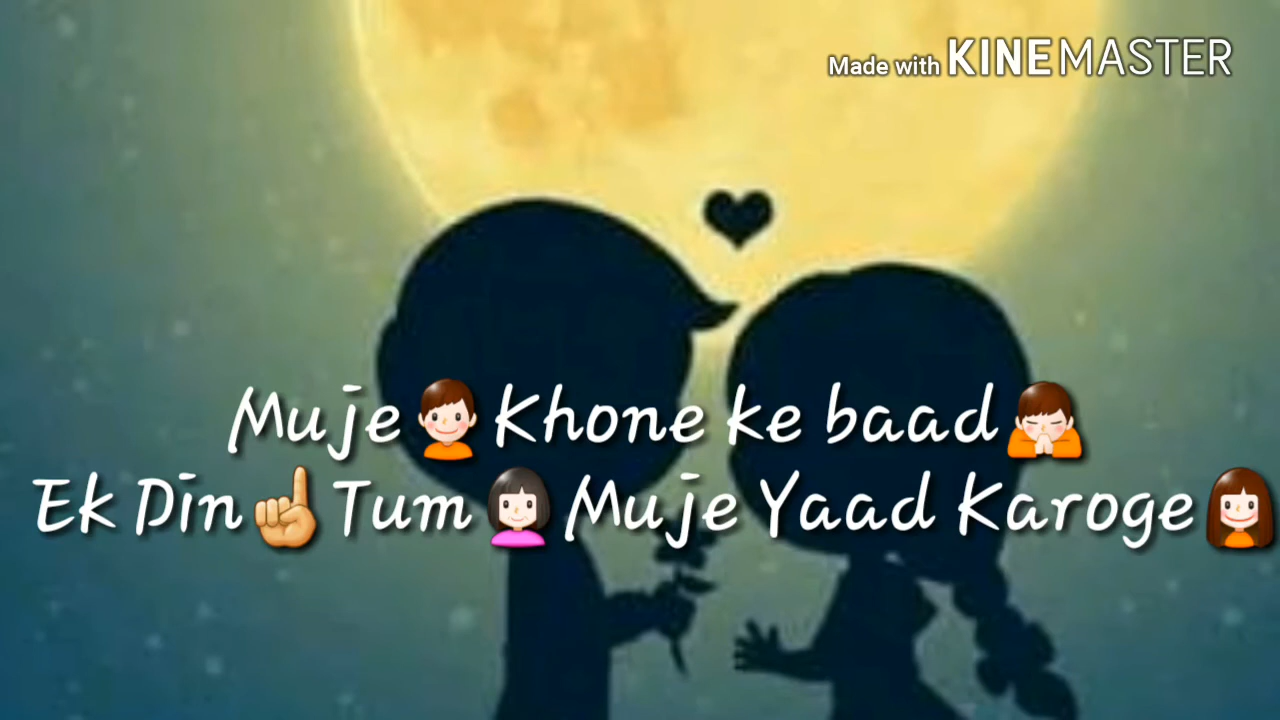 Made with KINEMASTER
Muje🙎‍♂️Khone ke baad🙇‍♂️
Ek Din☝Tum👩Muje Yaad Karoge👧